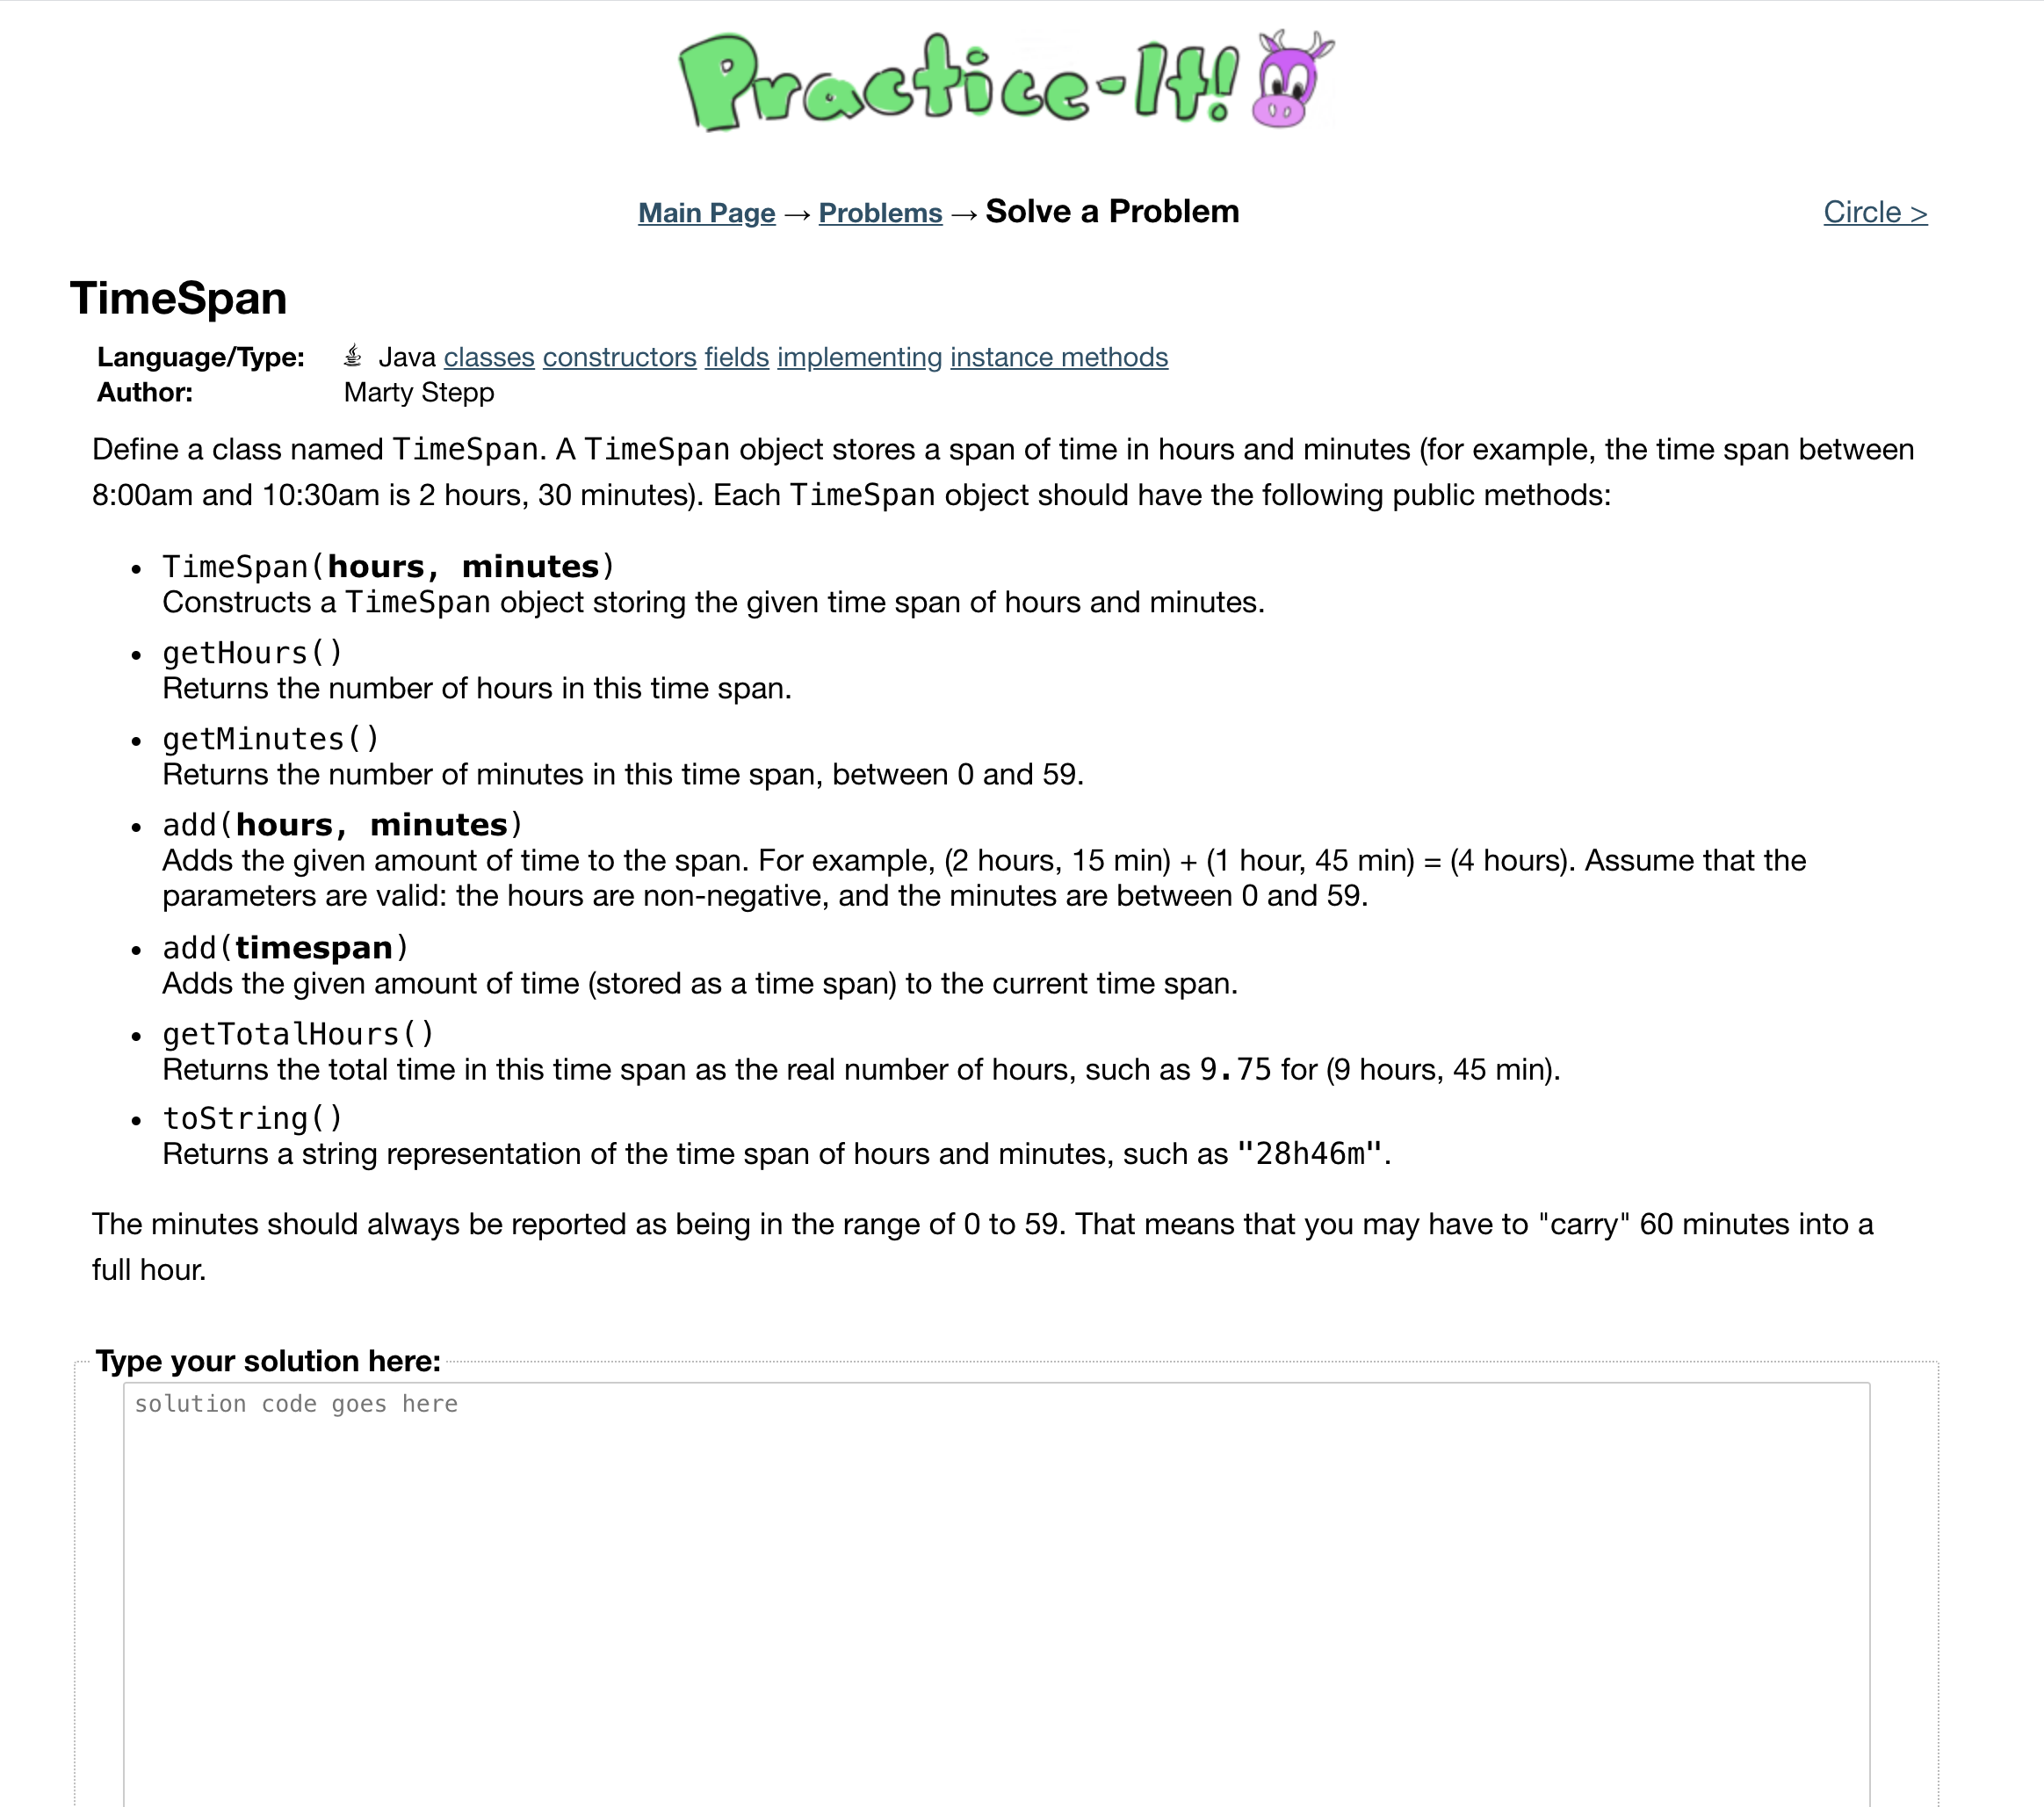 Practice-It!
Main Page → Problems → Solve a Problem
Circle >
TimeSpan
Language/Type: Java classes constructors fields implementing instance methods
Author: Marty Stepp
Define a class named TimeSpan. A TimeSpan object stores a span of time in hours and minutes (for example, the time span between
8:00am and 10:30am is 2 hours, 30 minutes). Each TimeSpan object should have the following public methods:
• TimeSpan(hours, minutes)
Constructs a TimeSpan object storing the given time span of hours and minutes.
• getHours()
Returns the number of hours in this time span.
• getMinutes()
Returns the number of minutes in this time span, between 0 and 59.
• add(hours, minutes)
Adds the given amount of time to the span. For example, (2 hours, 15 min) + (1 hour, 45 min) = (4 hours). Assume that the
parameters are valid: the hours are non-negative, and the minutes are between 0 and 59.
• add(timespan)
Adds the given amount of time (stored as a time span) to the current time span.
• getTotalHours()
Returns the total time in this time span as the real number of hours, such as 9.75 for (9 hours, 45 min).
• toString()
Returns a string representation of the time span of hours and minutes, such as "28h46m".
The minutes should always be reported as being in the range of 0 to 59. That means that you may have to "carry" 60 minutes into a
full hour.
Type your solution here:
solution code goes here